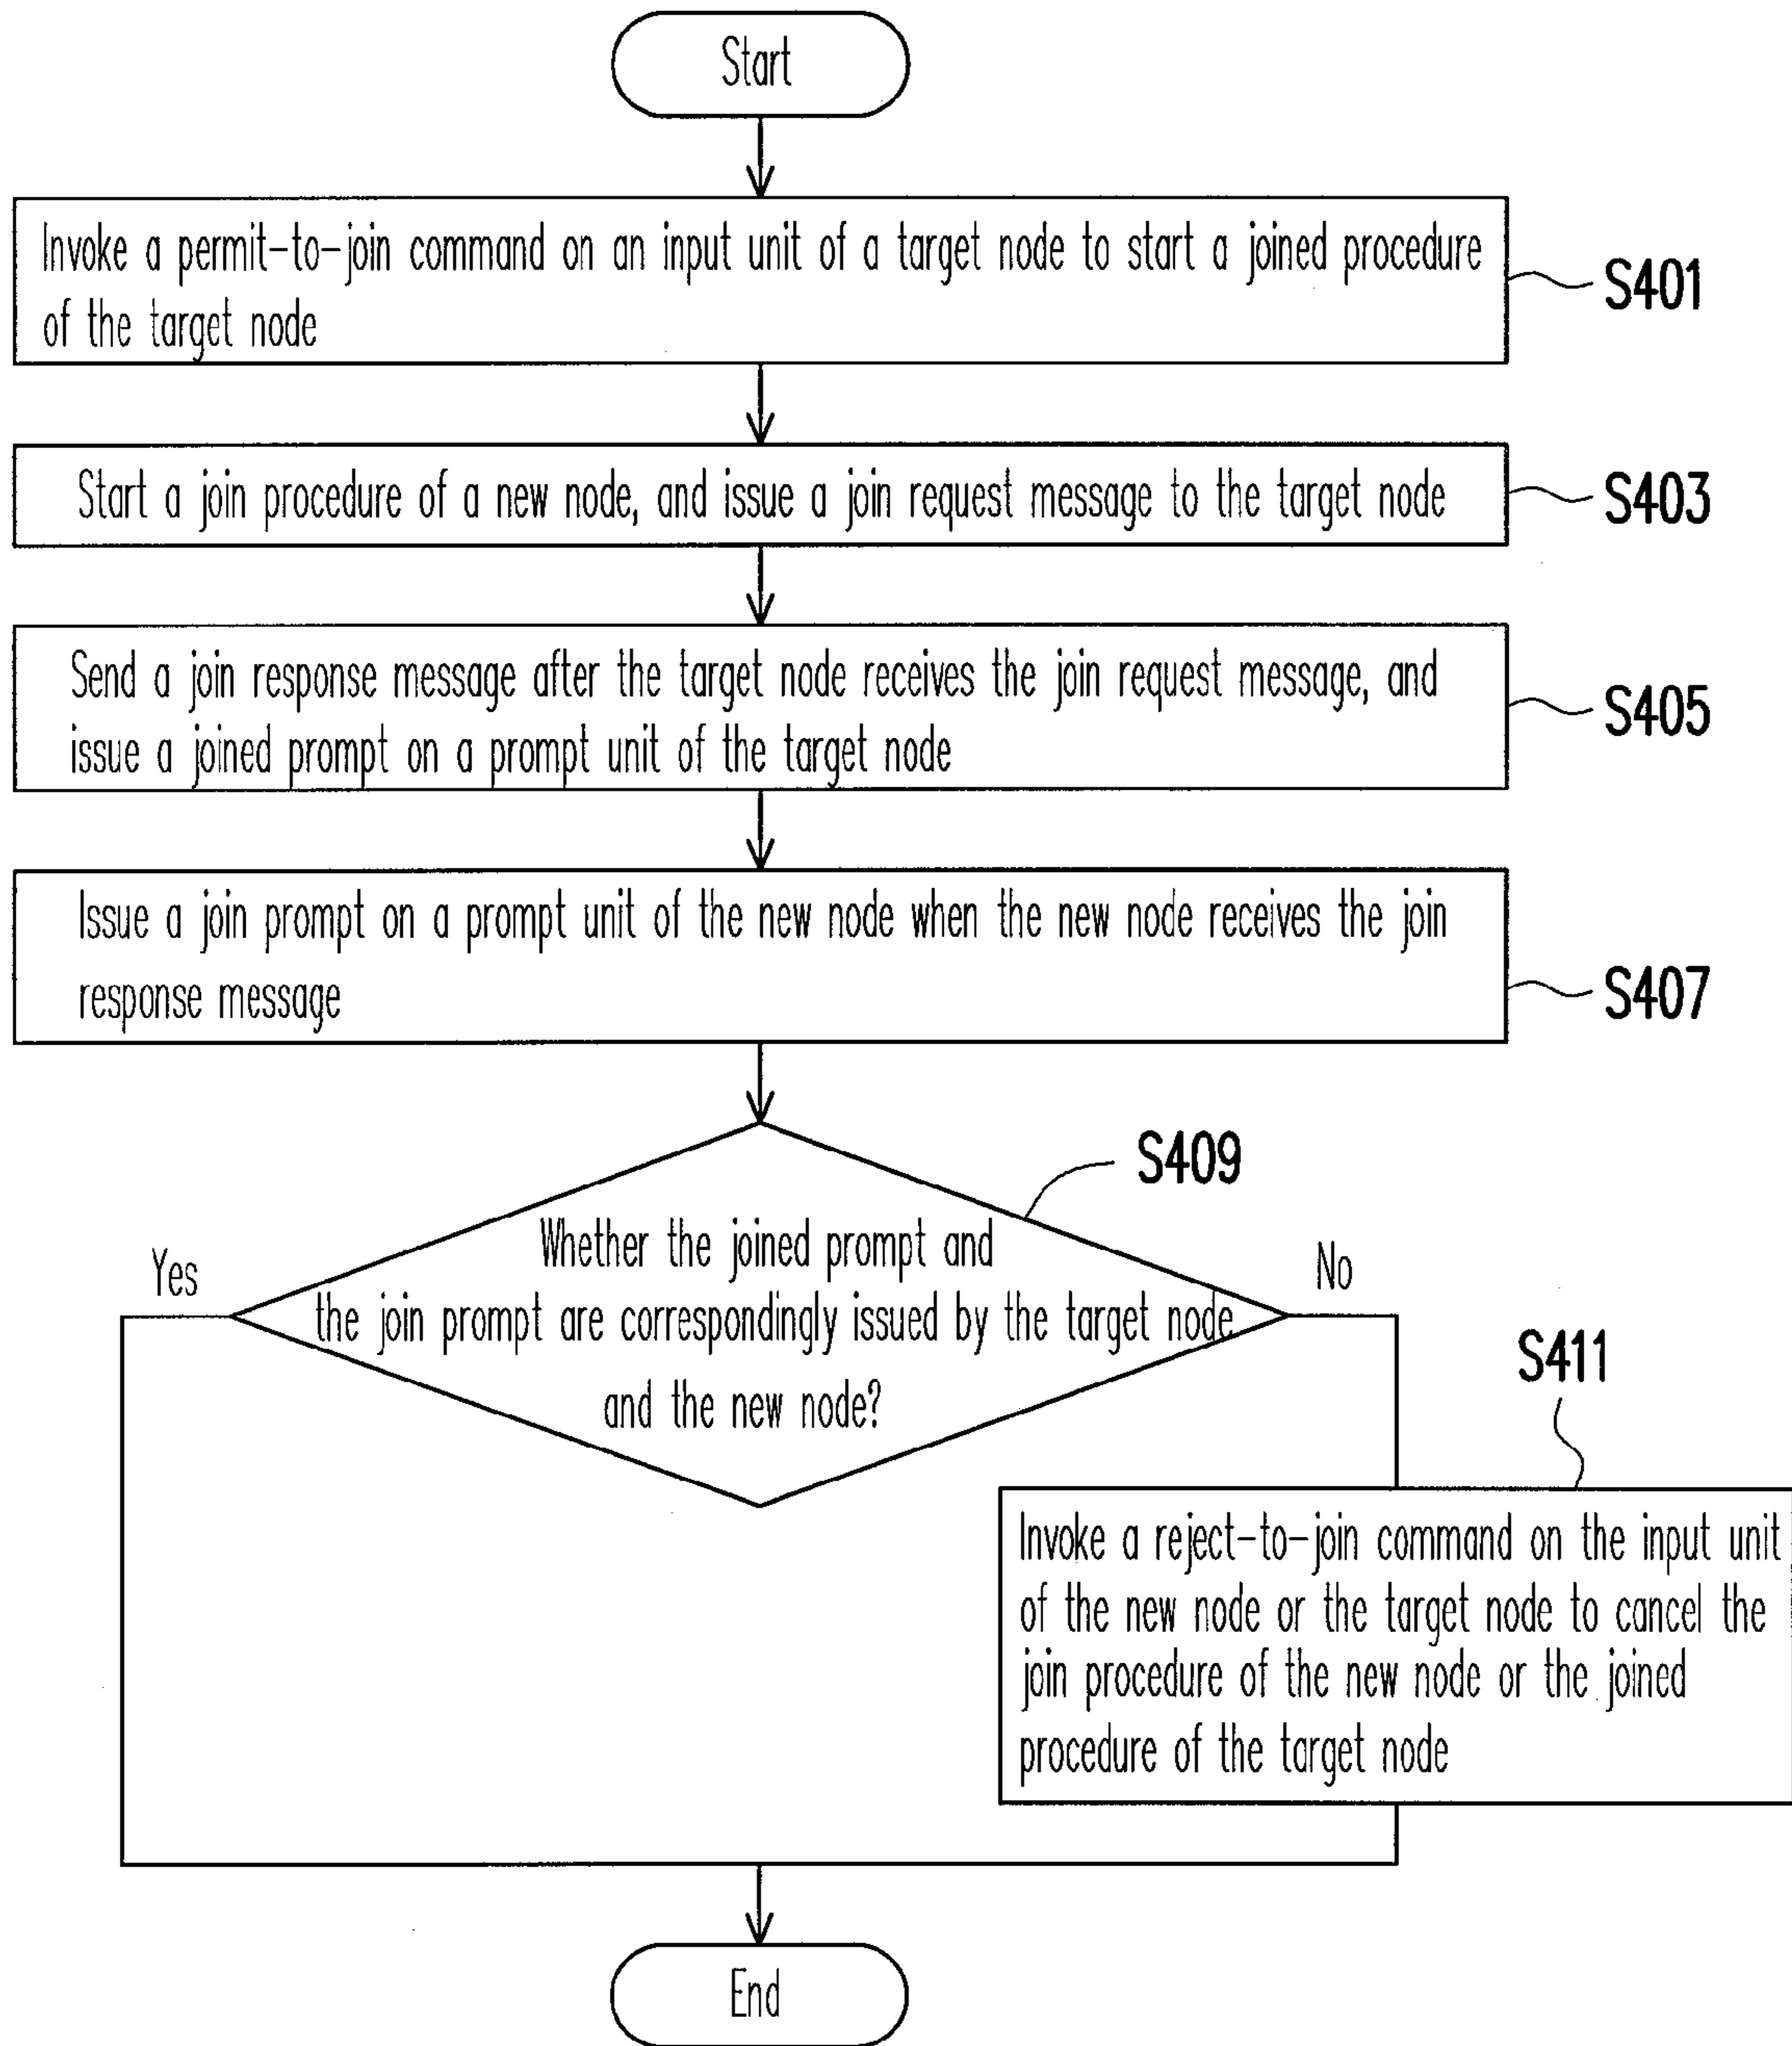 Start
Invoke a permit-to-join command on an input unit of a target node to start a joined procedure
of the target node
S401
Start a join procedure of a new node, and issue a join request message to the target node
S403
Send a join response message after the target node receives the join request message, and
issue a joined prompt on a prompt unit of the target node
S405
Issue a join prompt on a prompt unit of the new node when the new node receives the join
response message
S407
S409
Whether the joined prompt and
the join prompt are correspondingly issued by the target node
and the new node?
Yes
No
S411
Invoke a reject-to-join command on the input unit
of the new node or the target node to cancel the
join procedure of the new node or the joined
procedure of the target node
End